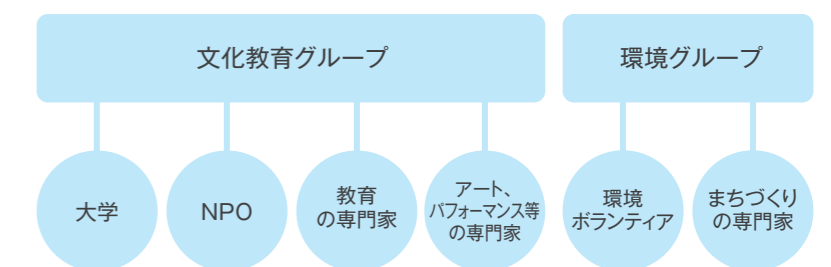 文化教育グループ
環境グループ
大学
NPO
教育
の専門家
アート、
パフォーマンス等
の専門家
環境
ボランティア
まちづくり
の専門家